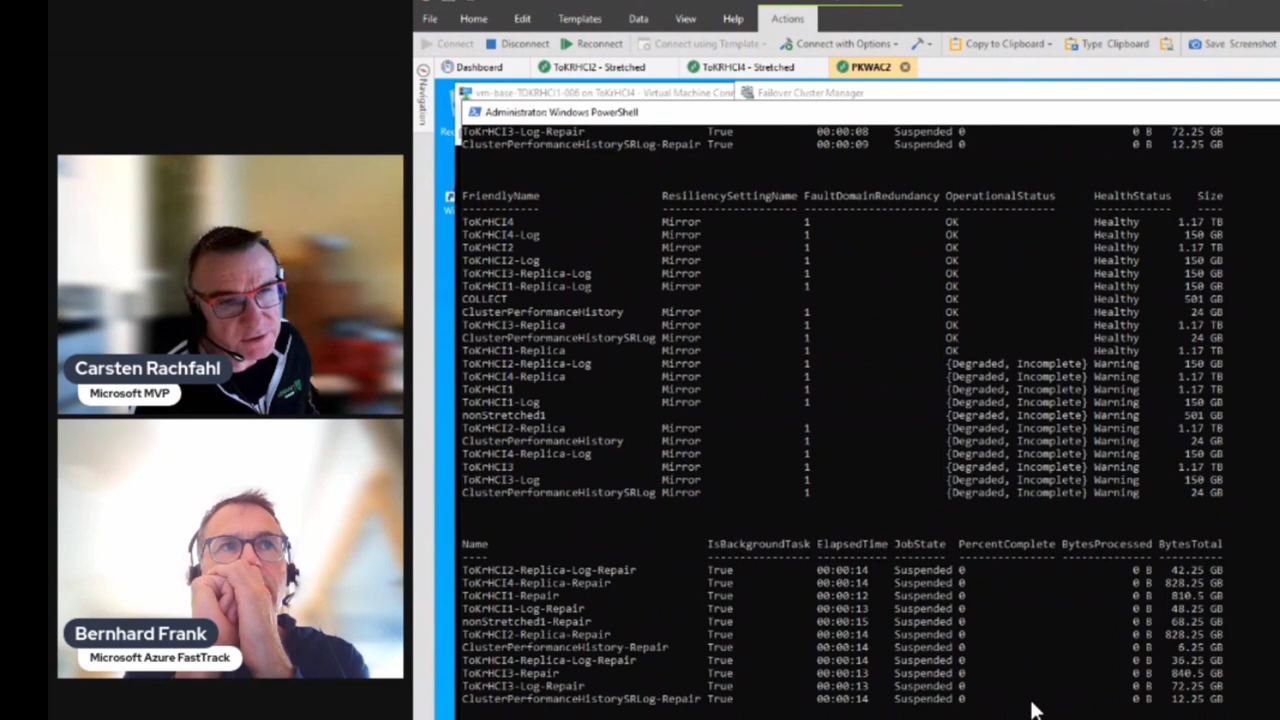 File Home Edit Templates Data View Help Actions
Connect Disconnect Reconnect Connect using Template Connect with Options Copy to Clipboard Type Clipboard Save Screenshot
Navigation
Dashboard ToKRHCI2 - Stretched ToKRHCI4 - Stretched PKWAC2
vm-base-TOKRHCI1-006 on ToKrHCI4 - Virtual Machine Conn Failover Cluster Manager
Administrator: Windows PowerShell
ToKrHCI3-Log-Repair True 00:00:08 Suspended 0 0 B 72.25 GB
ClusterPerformanceHistorySRLog-Repair True 00:00:09 Suspended 0 0 B 12.25 GB
FriendlyName ResiliencySettingName FaultDomainRedundancy OperationalStatus HealthStatus Size
------------ --------------------- --------------------- ----------------- ------------ ----
ToKrHCI4 Mirror 1 OK Healthy 1.17 TB
ToKrHCI4-Log Mirror 1 OK Healthy 150 GB
ToKrHCI2 Mirror 1 OK Healthy 1.17 TB
ToKrHCI2-Log Mirror 1 OK Healthy 150 GB
ToKrHCI3-Replica-Log Mirror 1 OK Healthy 150 GB
ToKrHCI1-Replica-Log Mirror 1 OK Healthy 150 GB
COLLECT OK Healthy 501 GB
ClusterPerformanceHistory Mirror 1 OK Healthy 24 GB
ToKrHCI3-Replica Mirror 1 OK Healthy 1.17 TB
ClusterPerformanceHistorySRLog Mirror 1 OK Healthy 24 GB
ToKrHCI1-Replica Mirror 1 OK Healthy 1.17 TB
ToKrHCI2-Replica-Log Mirror 1 {Degraded, Incomplete} Warning 150 GB
ToKrHCI4-Replica Mirror 1 {Degraded, Incomplete} Warning 1.17 TB
ToKrHCI1 Mirror 1 {Degraded, Incomplete} Warning 1.17 TB
ToKrHCI1-Log Mirror 1 {Degraded, Incomplete} Warning 150 GB
nonStretched1 {Degraded, Incomplete} Warning 501 GB
ToKrHCI2-Replica Mirror 1 {Degraded, Incomplete} Warning 1.17 TB
ClusterPerformanceHistory Mirror 1 {Degraded, Incomplete} Warning 24 GB
ToKrHCI4-Replica-Log Mirror 1 {Degraded, Incomplete} Warning 150 GB
ToKrHCI3 Mirror 1 {Degraded, Incomplete} Warning 1.17 TB
ToKrHCI3-Log Mirror 1 {Degraded, Incomplete} Warning 150 GB
ClusterPerformanceHistorySRLog Mirror 1 {Degraded, Incomplete} Warning 24 GB
Name IsBackgroundTask ElapsedTime JobState PercentComplete BytesProcessed BytesTotal
---- ---------------- ----------- -------- --------------- -------------- ----------
ToKrHCI2-Replica-Log-Repair True 00:00:14 Suspended 0 0 B 42.25 GB
ToKrHCI4-Replica-Repair True 00:00:14 Suspended 0 0 B 828.25 GB
ToKrHCI1-Repair True 00:00:12 Suspended 0 0 B 810.5 GB
ToKrHCI1-Log-Repair True 00:00:13 Suspended 0 0 B 48.25 GB
nonStretched1-Repair True 00:00:15 Suspended 0 0 B 68.25 GB
ToKrHCI2-Replica-Repair True 00:00:14 Suspended 0 0 B 828.25 GB
ClusterPerformanceHistory-Repair True 00:00:14 Suspended 0 0 B 6.25 GB
ToKrHCI4-Replica-Log-Repair True 00:00:14 Suspended 0 0 B 36.25 GB
ToKrHCI3-Repair True 00:00:13 Suspended 0 0 B 840.5 GB
ToKrHCI3-Log-Repair True 00:00:13 Suspended 0 0 B 72.25 GB
ClusterPerformanceHistorySRLog-Repair True 00:00:14 Suspended 0 0 B 12.25 GB
Carsten Rachfahl
Microsoft MVP
Bernhard Frank
Microsoft Azure FastTrack